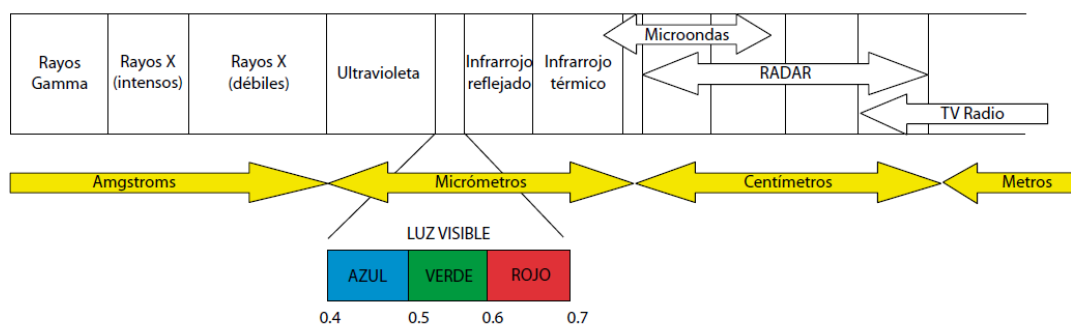 Rayos
Gamma
Rayos X
(intensos)
Rayos X
(débiles)
Ultravioleta
Infrarrojo
reflejado
Infrarrojo
térmico
Microondas
RADAR
TV Radio
Amgstroms
Micrómetros
Centímetros
Metros
LUZ VISIBLE
AZUL
VERDE
ROJO
0.4
0.5
0.6
0.7